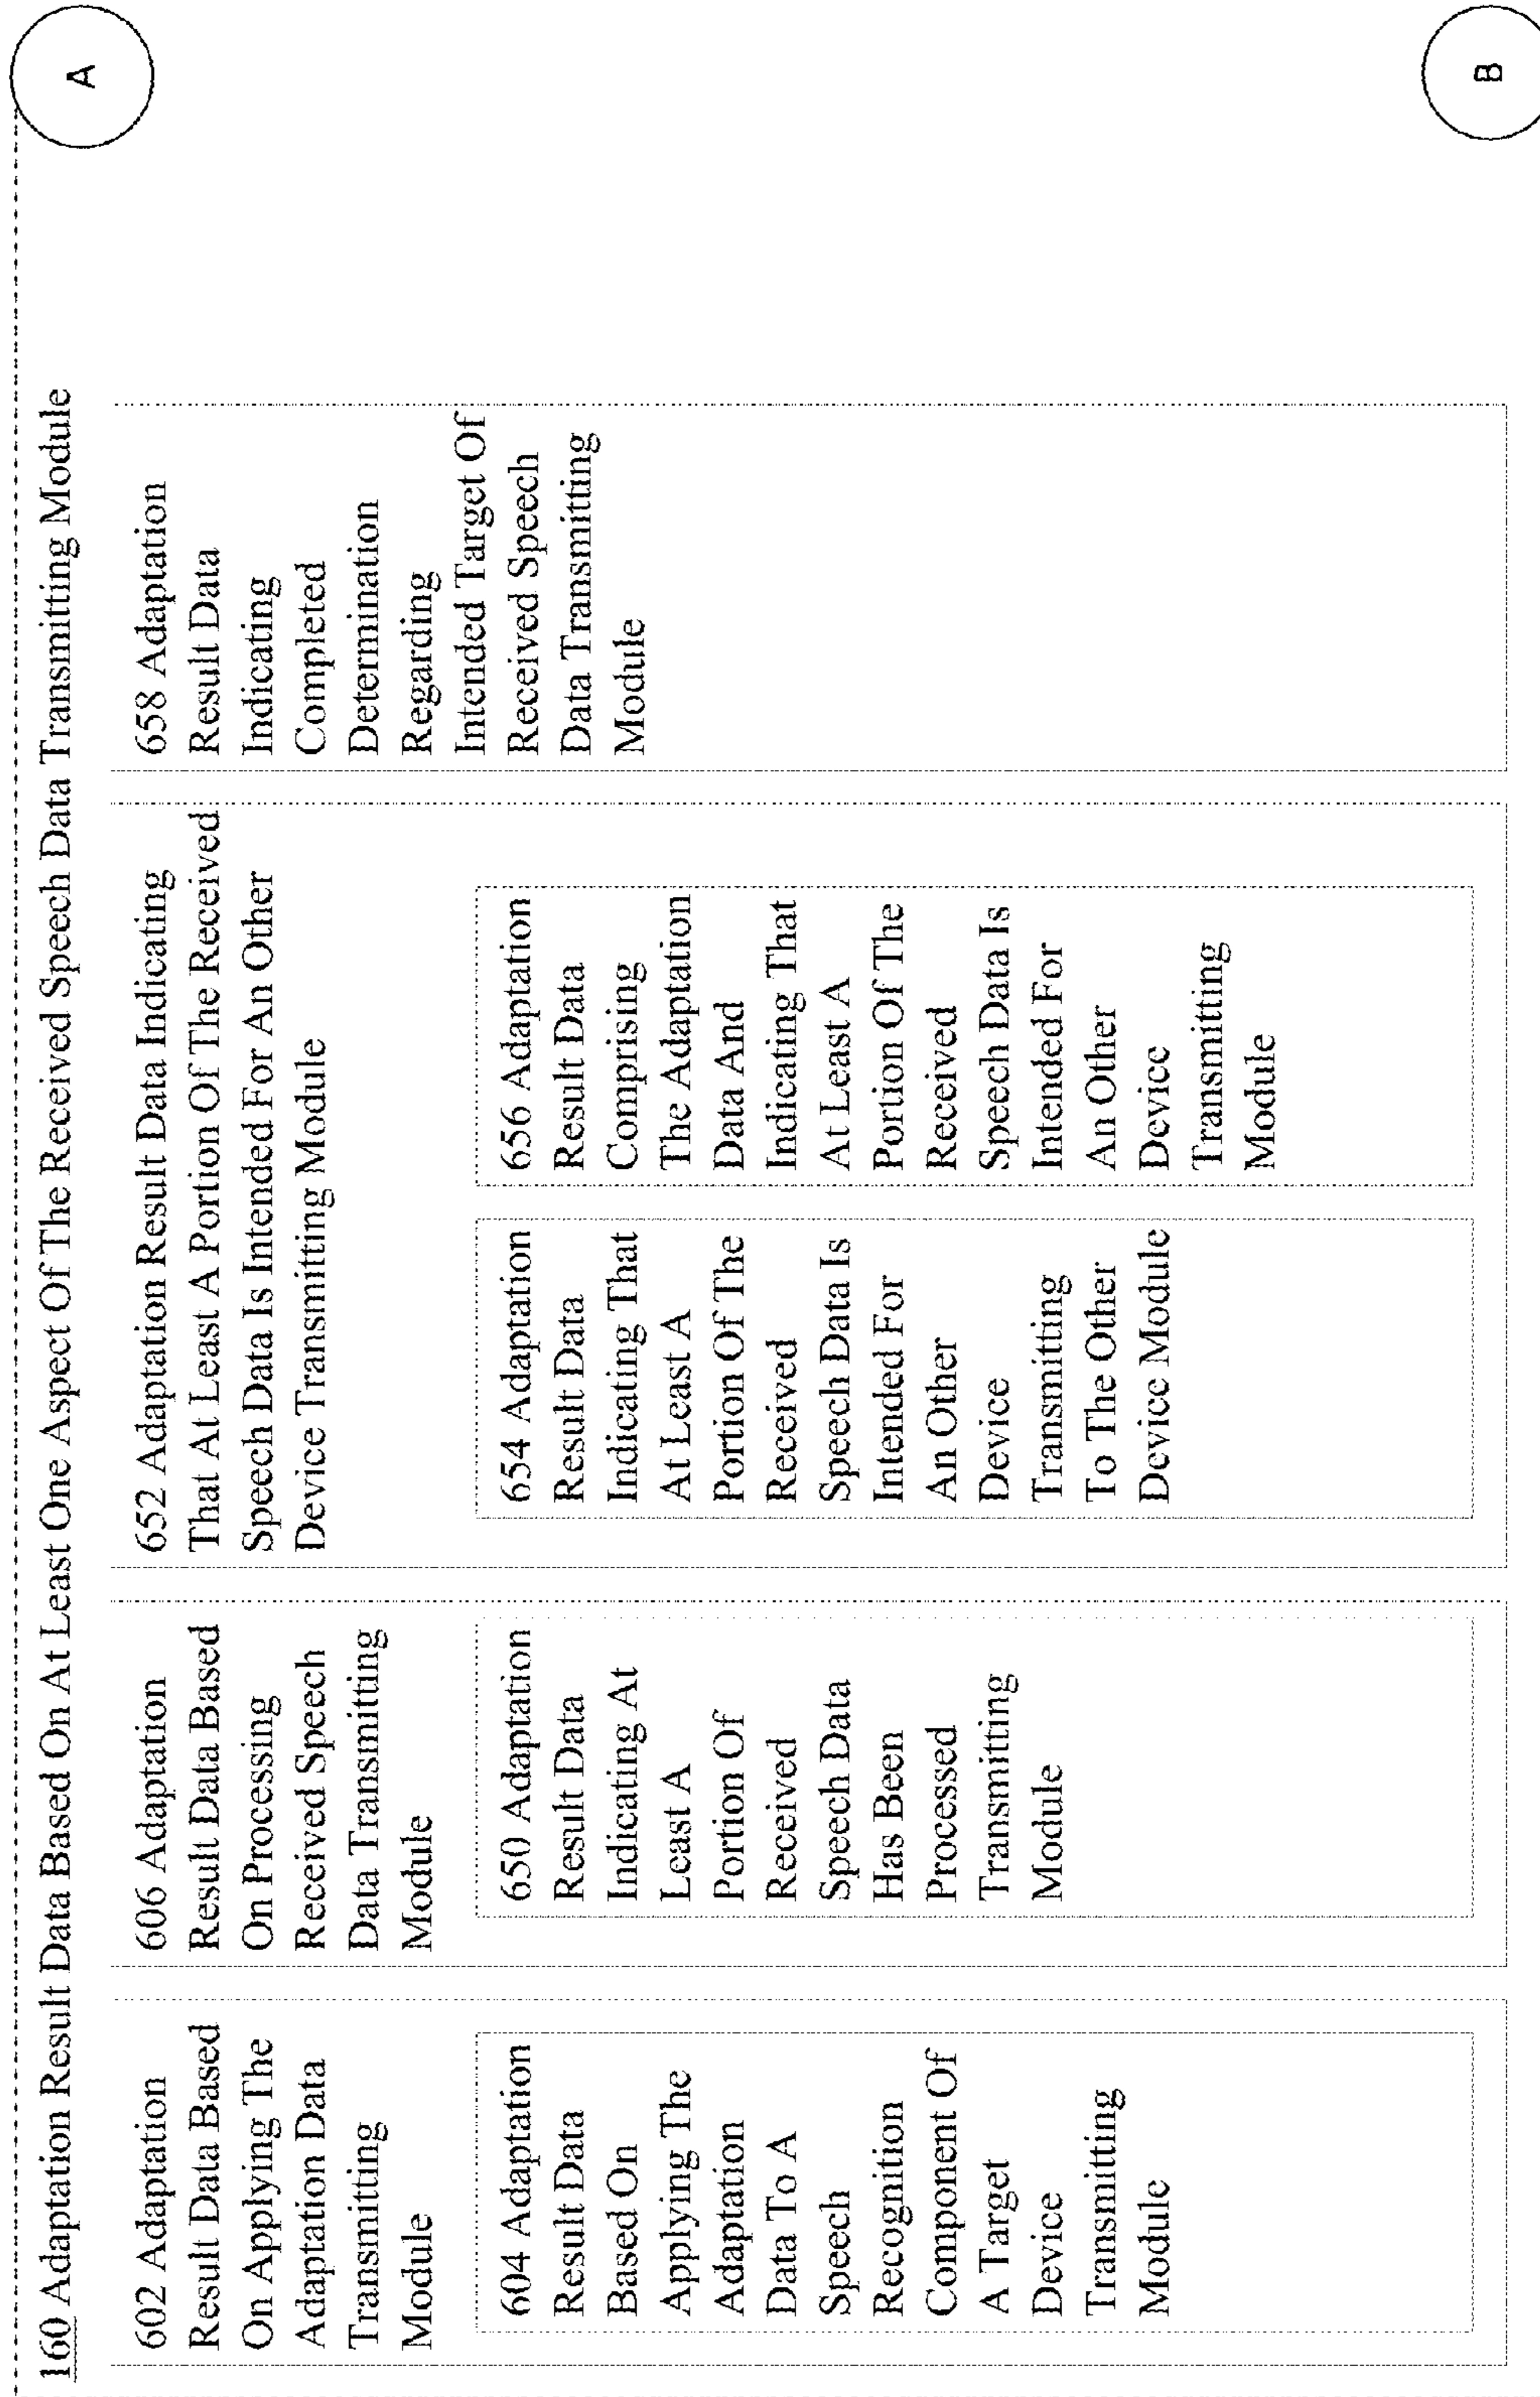 160 Adaptation Result Data Based On At Least One Aspect Of The Received Speech Data Transmitting Module
602 Adaptation
Result Data Based
On Applying The
Adaptation Data
Transmitting
Module
604 Adaptation
Result Data
Based On
Applying The
Adaptation
Data To A
Speech
Recognition
Component Of
A Target
Device
Transmitting
Module
606 Adaptation
Result Data Based
On Processing
Received Speech
Data Transmitting
Module
650 Adaptation
Result Data
Indicating At
Least A
Portion Of
Received
Speech Data
Has Been
Processed
Transmitting
Module
652 Adaptation Result Data Indicating
That At Least A Portion Of The Received
Speech Data Is Intended For An Other
Device Transmitting Module
654 Adaptation
Result Data
Indicating That
At Least A
Portion Of The
Received
Speech Data Is
Intended For
An Other
Device
Transmitting
To The Other
Device Module
656 Adaptation
Result Data
Comprising
The Adaptation
Data And
Indicating That
At Least A
Portion Of The
Received
Speech Data Is
Intended For
An Other
Device
Transmitting
Module
658 Adaptation
Result Data
Indicating
Completed
Determination
Regarding
Intended Target Of
Received Speech
Data Transmitting
Module
A
B